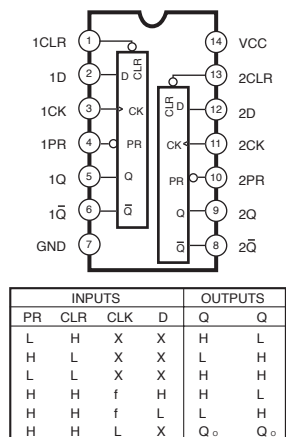 1CLR 1 14 VCC
1D 2 D CLR 13 2CLR
1CK 3 CK CLR D 12 2D
1PR 4 PR CK 11 2CK
1Q 5 Q PR 10 2PR
1Q̅ 6 Q̅ Q 9 2Q
GND 7 Q̅ 8 2Q̅
INPUTS OUTPUTS
PR CLR CLK D Q Q
L H X X H L
H L X X L H
L L X X H H
H H f H H L
H H f L L H
H H L X Qo Qo